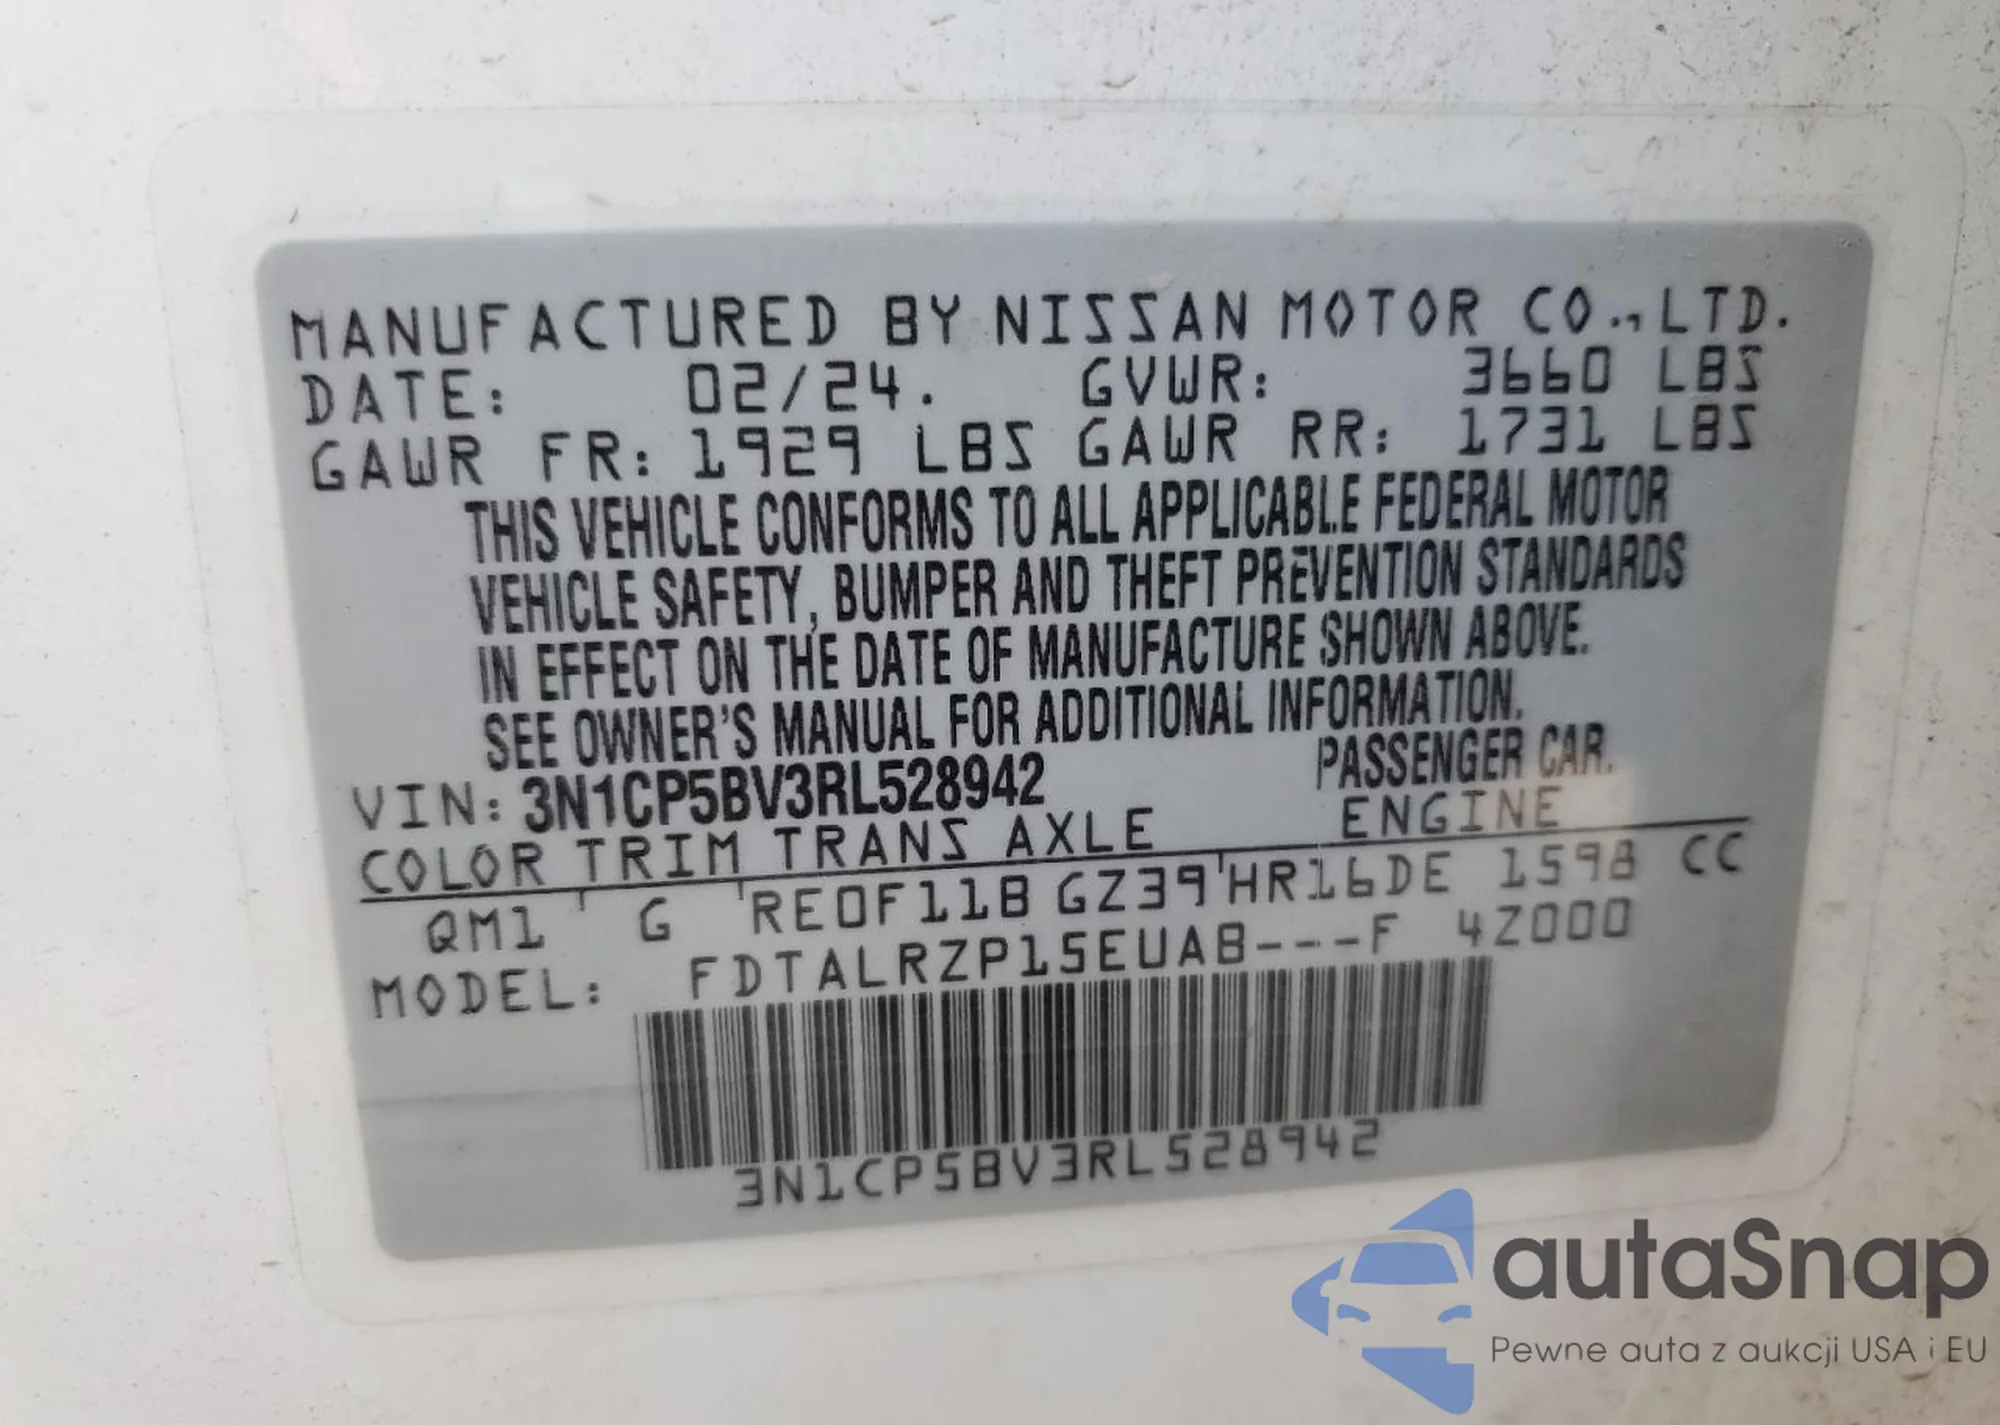 MANUFACTURED BY NISSAN MOTOR CO.,LTD.
DATE: 02/24. GVWR: 3660 LBS
GAWR FR: 1929 LBS GAWR RR: 1731 LBS
THIS VEHICLE CONFORMS TO ALL APPLICABLE FEDERAL MOTOR
VEHICLE SAFETY, BUMPER AND THEFT PREVENTION STANDARDS
IN EFFECT ON THE DATE OF MANUFACTURE SHOWN ABOVE.
SEE OWNER'S MANUAL FOR ADDITIONAL INFORMATION.
VIN: 3N1CP5BV3RL528942 PASSENGER CAR.
COLOR TRIM TRANS AXLE ENGINE
QM1 G RE0F11B GZ39 HR16DE 1598 CC
MODEL: FDTALRZP15EUAB---F 4Z000
3N1CP5BV3RL528942
autaSnap
Pewne auta z aukcji USA i EU